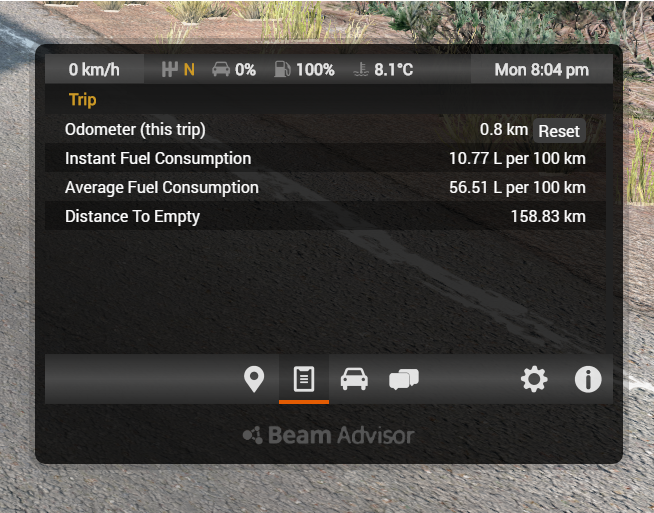 0 km/h N 0% 100% 8.1°C Mon 8:04 pm
Trip
Odometer (this trip) 0.8 km Reset
Instant Fuel Consumption 10.77 L per 100 km
Average Fuel Consumption 56.51 L per 100 km
Distance To Empty 158.83 km
Beam Advisor